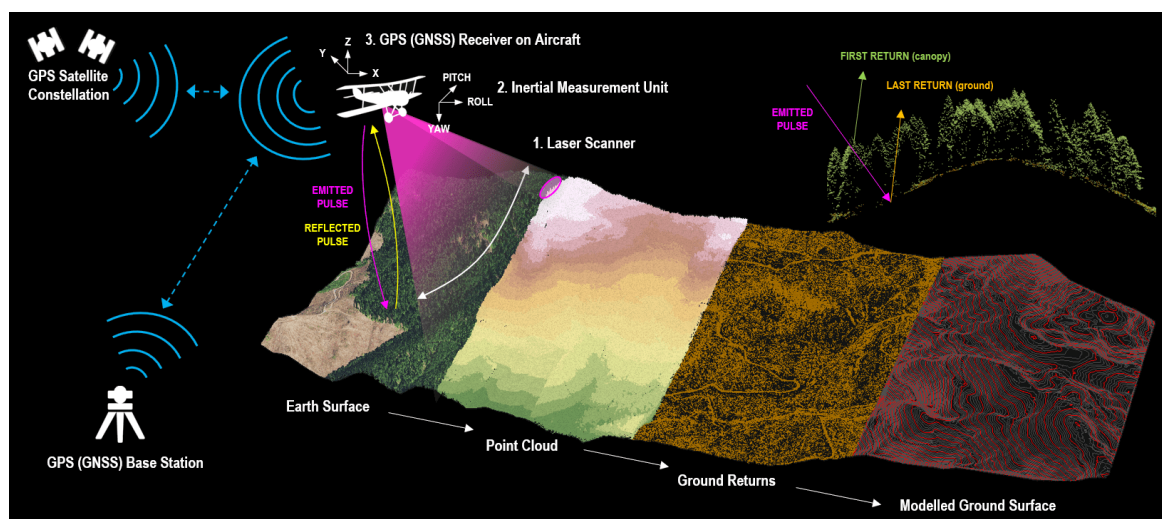 3. GPS (GNSS) Receiver on Aircraft
Z
Y
X
GPS Satellite
Constellation
PITCH
2. Inertial Measurement Unit
ROLL
YAW
1. Laser Scanner
FIRST RETURN (canopy)
LAST RETURN (ground)
EMITTED
PULSE
EMITTED
PULSE
REFLECTED
PULSE
Earth Surface
Point Cloud
GPS (GNSS) Base Station
Ground Returns
Modelled Ground Surface